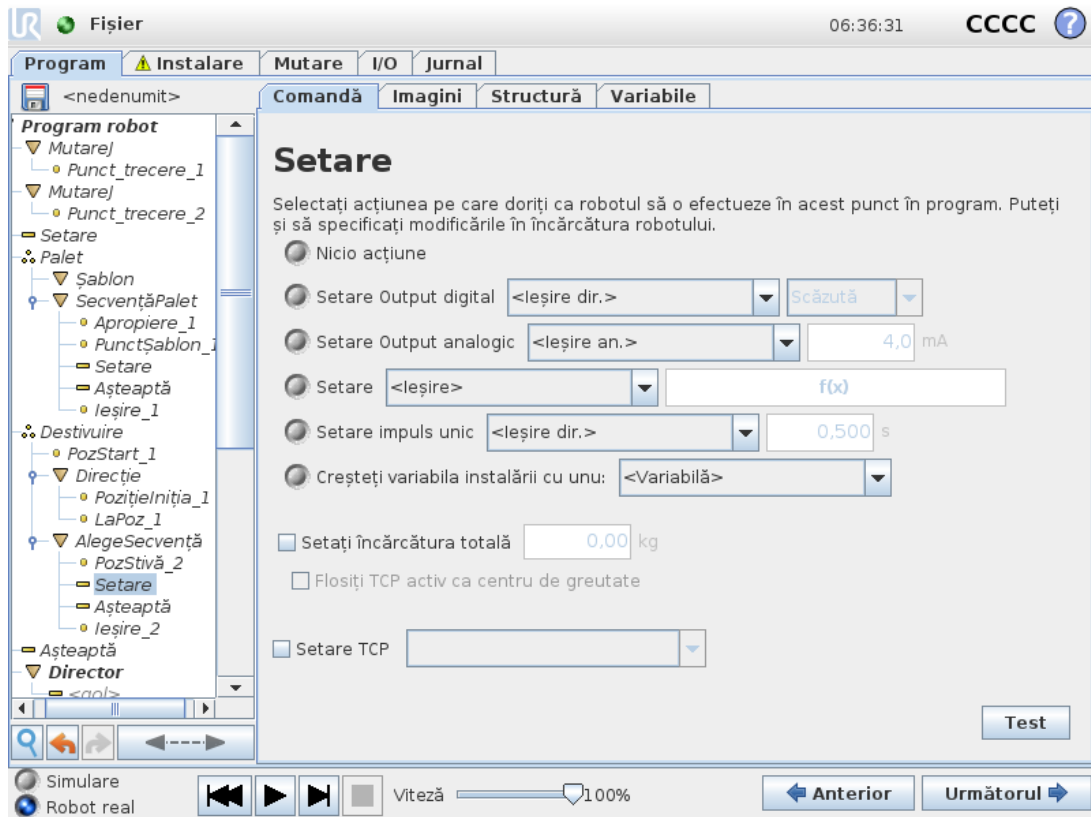 Fișier
06:36:31
CCCC
?
Program
Instalare
Mutare
I/O
Jurnal
<nedenumit>
Comandă
Imagini
Structură
Variabile
Program robot
MutareJ
Punct_trecere_1
MutareJ
Punct_trecere_2
Setare
Palet
Șablon
SecvențăPalet
Apropiere_1
PunctȘablon_1
Setare
Așteaptă
Ieșire_1
Destivuire
PozStart_1
Direcție
PozițieIniția_1
LaPoz_1
AlegeSecvență
PozStivă_2
Setare
Așteaptă
Ieșire_2
Așteaptă
Director
<gol>
Setare
Selectați acțiunea pe care doriți ca robotul să o efectueze în acest punct în program. Puteți
și să specificați modificările în încărcătura robotului.
Nicio acțiune
Setare Output digital <Ieșire dir.> Scăzută
Setare Output analogic <Ieșire an.> 4,0 mA
Setare <Ieșire> f(x)
Setare impuls unic <Ieșire dir.> 0,500 s
Creșteți variabila instalării cu unu: <Variabilă>
Setați încărcătura totală 0,00 kg
Flosiți TCP activ ca centru de greutate
Setare TCP
Test
Simulare
Robot real
Viteză 100%
Anterior
Următorul